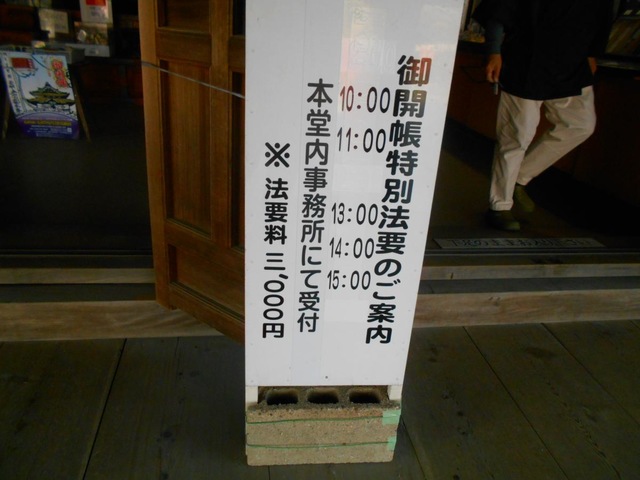 御開帳特別法要のご案内
10:00
11:00
13:00
14:00
15:00
本堂内事務所にて受付
※ 法要料 三,000円